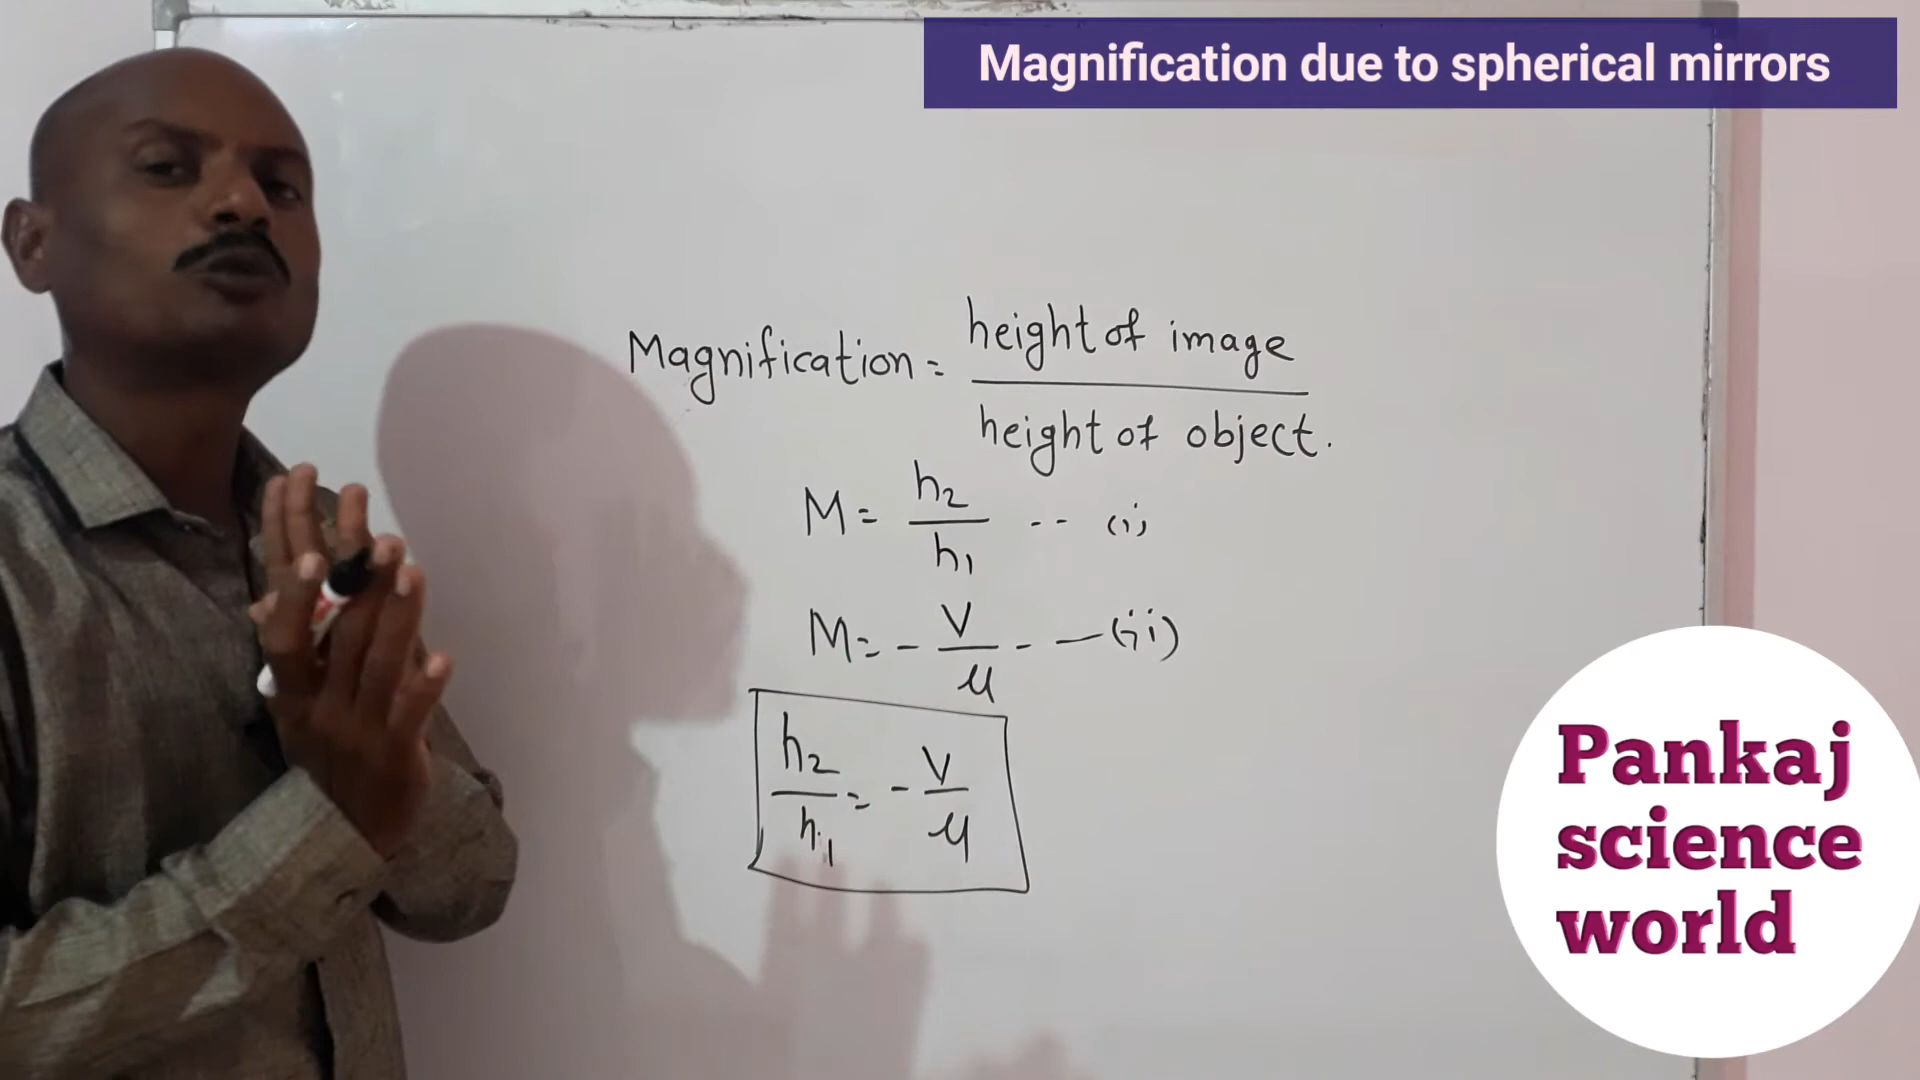 Magnification due to spherical mirrors
Magnification = height of image
height of object.
M = h₂
h₁ -- (i)
M = - v
u - — (ii)
h₂
h₁ = - v
u
Pankaj
science
world